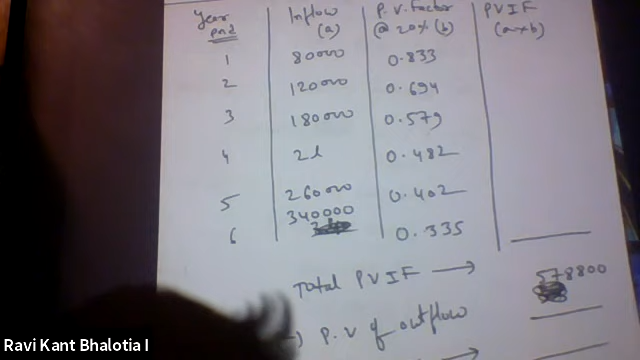 Year end Inflow (a) P.V. Factor @ 20% (b) PVIF (a×b)
1 80000 0.833
2 120000 0.694
3 180000 0.579
4 2l 0.482
5 260000 0.402
6 340000 0.335
Total PVIF → 578800
P.V of outflow
Ravi Kant Bhalotia I